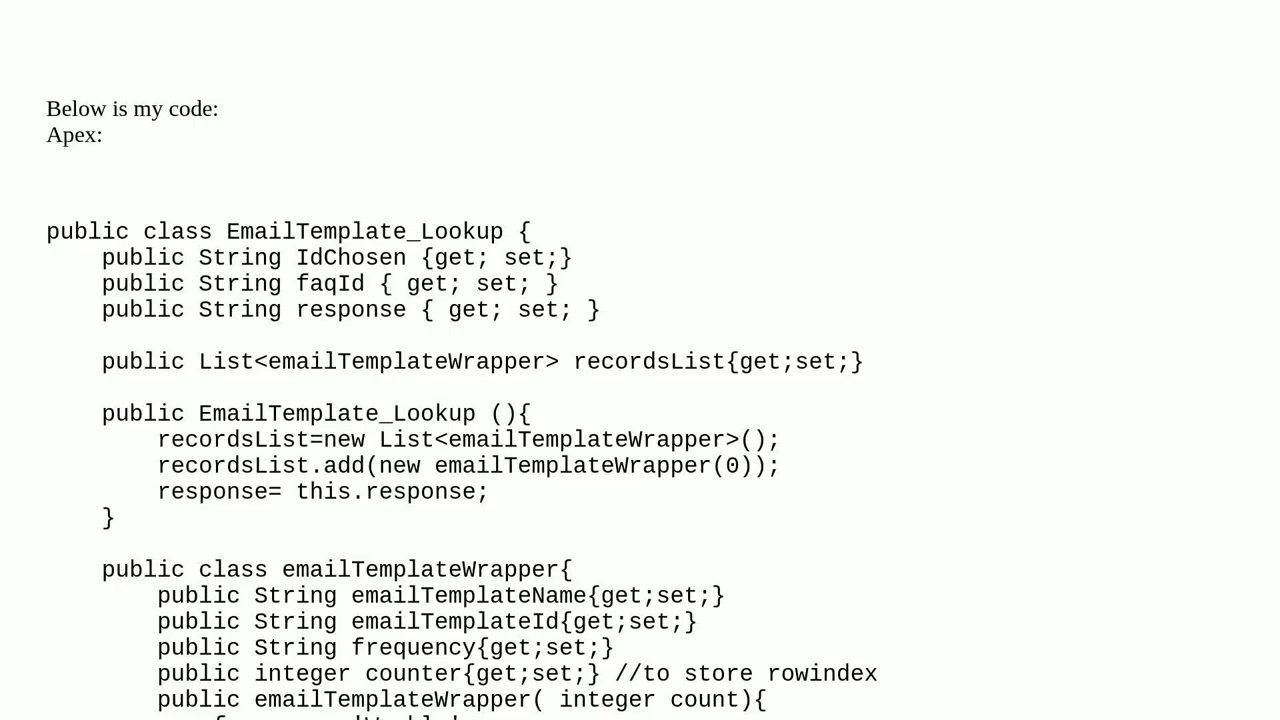 Below is my code:
Apex:
public class EmailTemplate_Lookup {
    public String IdChosen {get; set;}
    public String faqId { get; set; }
    public String response { get; set; }
    public List<emailTemplateWrapper> recordsList{get;set;}
    public EmailTemplate_Lookup (){
        recordsList=new List<emailTemplateWrapper>();
        recordsList.add(new emailTemplateWrapper(0));
        response= this.response;
    }
    public class emailTemplateWrapper{
        public String emailTemplateName{get;set;}
        public String emailTemplateId{get;set;}
        public String frequency{get;set;}
        public integer counter{get;set;} //to store rowindex
        public emailTemplateWrapper( integer count){